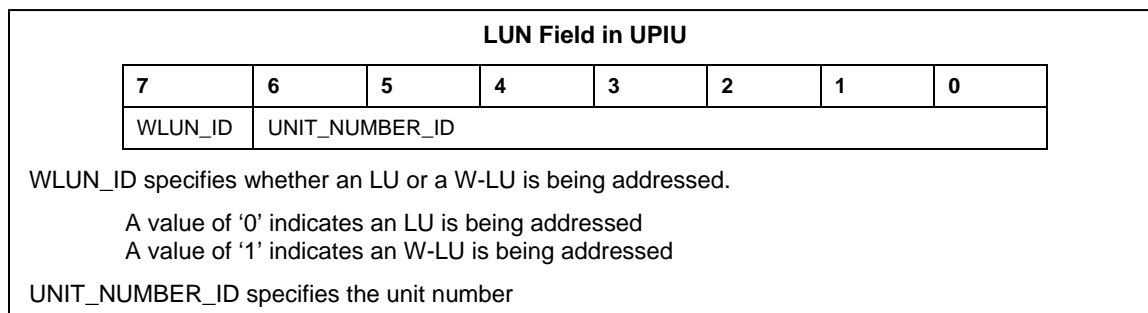 LUN Field in UPIU
7 6 5 4 3 2 1 0
WLUN_ID UNIT_NUMBER_ID
WLUN_ID specifies whether an LU or a W-LU is being addressed.
A value of ‘0’ indicates an LU is being addressed
A value of ‘1’ indicates an W-LU is being addressed
UNIT_NUMBER_ID specifies the unit number